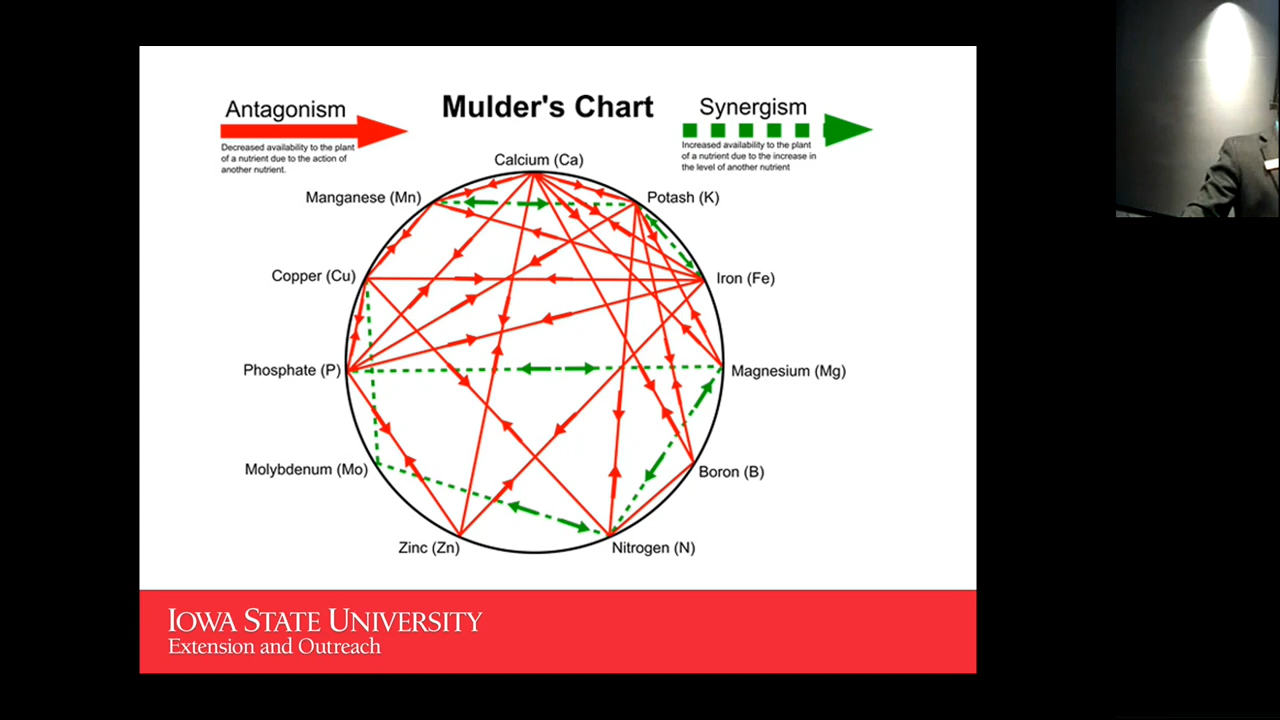 Mulder's Chart
Antagonism
Decreased availability to the plant
of a nutrient due to the action of
another nutrient.
Synergism
Increased availability to the plant
of a nutrient due to the increase in
the level of another nutrient
Calcium (Ca)
Manganese (Mn)
Potash (K)
Copper (Cu)
Iron (Fe)
Phosphate (P)
Magnesium (Mg)
Molybdenum (Mo)
Boron (B)
Zinc (Zn)
Nitrogen (N)
IOWA STATE UNIVERSITY
Extension and Outreach